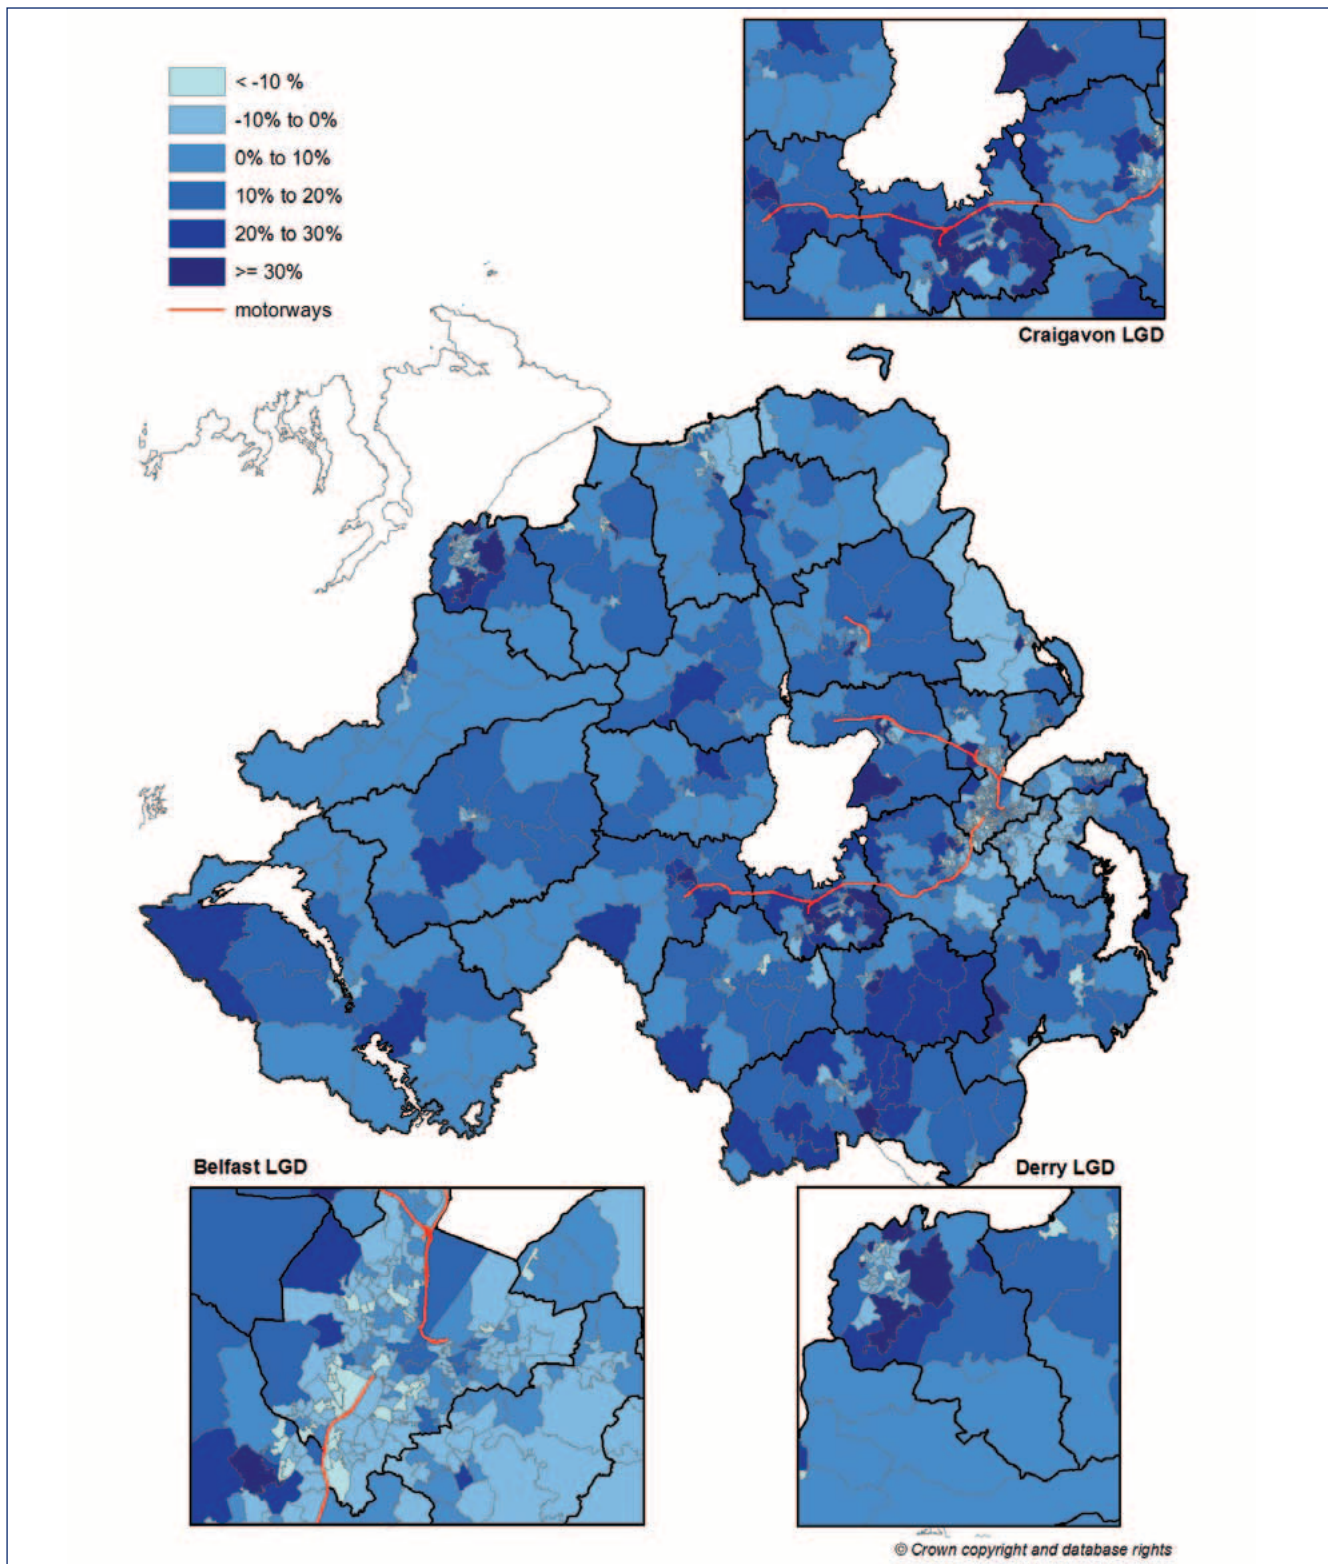 < -10 %
-10% to 0%
0% to 10%
10% to 20%
20% to 30%
>= 30%
motorways
Craigavon LGD
Belfast LGD
Derry LGD
© Crown copyright and database rights